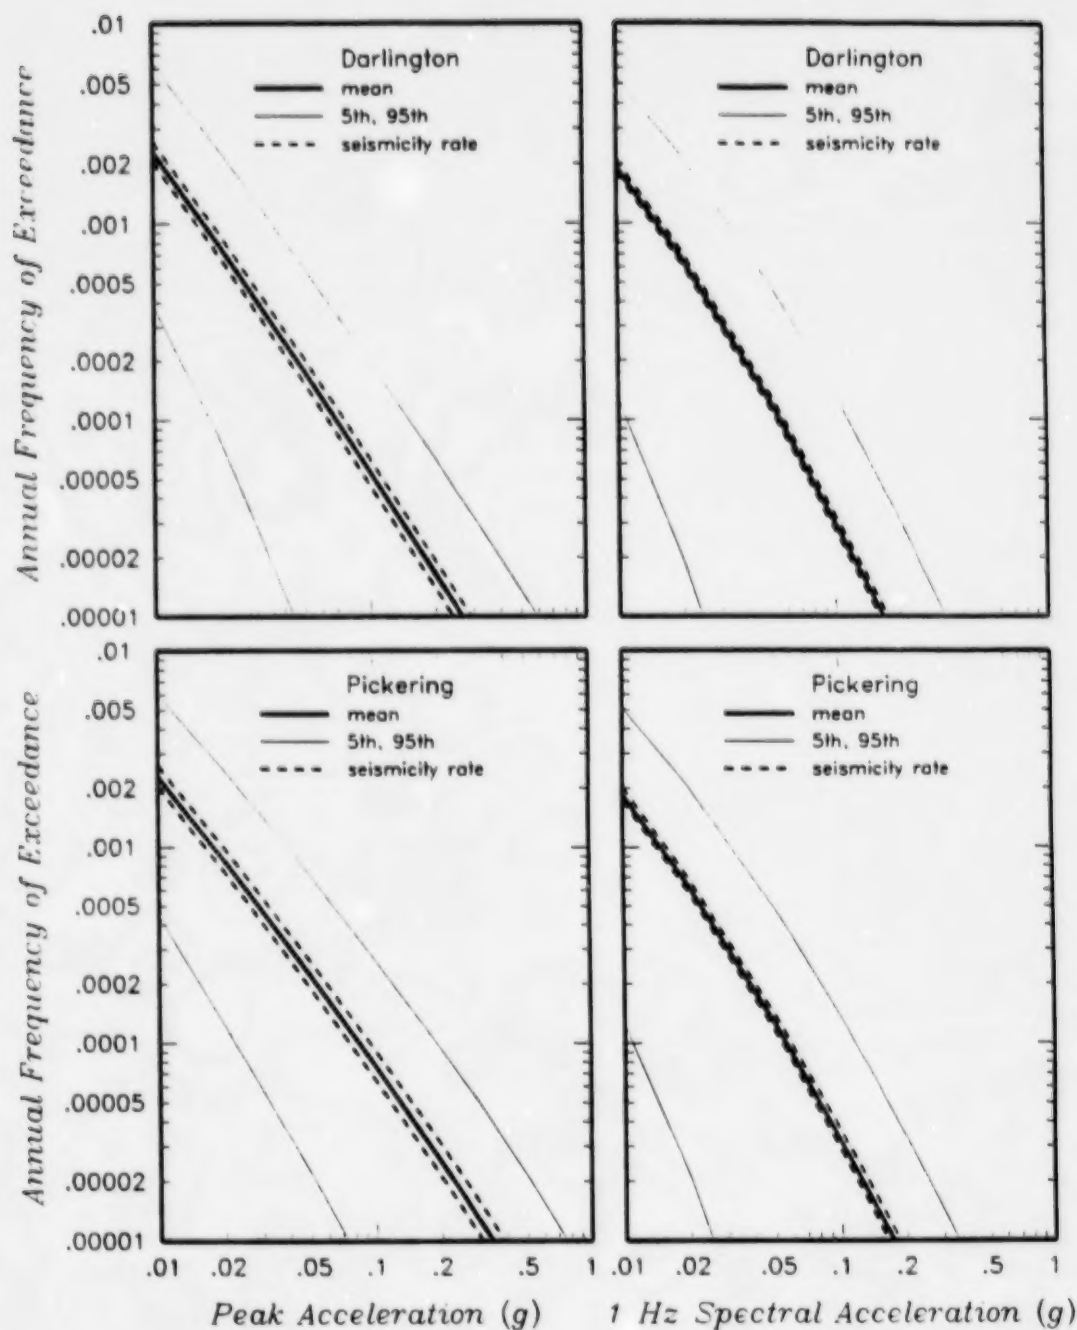 Annual Frequency of Exceedance
.01
.005
.002
.001
.0005
.0002
.0001
.00005
.00002
.00001
Darlington
mean
5th, 95th
seismicity rate
Darlington
mean
5th, 95th
seismicity rate
Annual Frequency of Exceedance
.01
.005
.002
.001
.0005
.0002
.0001
.00005
.00002
.00001
Pickering
mean
5th, 95th
seismicity rate
Pickering
mean
5th, 95th
seismicity rate
.01 .02 .05 .1 .2 .5 1
.01 .02 .05 .1 .2 .5 1
Peak Acceleration (g)
1 Hz Spectral Acceleration (g)